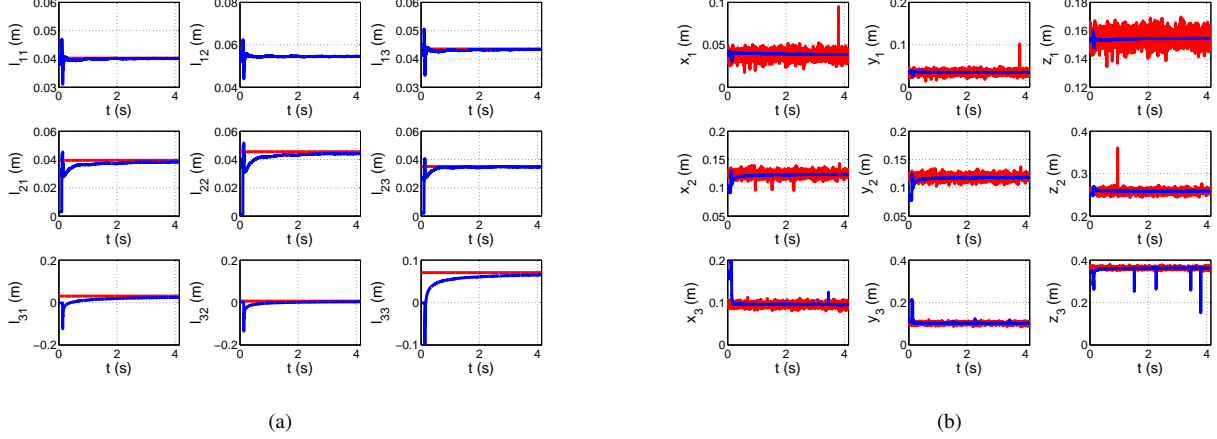 l11 (m)
0.06
0.05
0.04
0.03
0 2 4
t (s)
l12 (m)
0.08
0.06
0.04
0 2 4
t (s)
l13 (m)
0.06
0.05
0.04
0.03
0 2 4
t (s)
l21 (m)
0.06
0.04
0.02
0
0 2 4
t (s)
l22 (m)
0.06
0.04
0.02
0
0 2 4
t (s)
l23 (m)
0.06
0.04
0.02
0
0 2 4
t (s)
l31 (m)
0.1
0
−0.2
0 2 4
t (s)
l32 (m)
0.2
0
−0.2
0 2 4
t (s)
l33 (m)
0.1
0
−0.1
0 2 4
t (s)
(a)
x1 (m)
0.1
0.05
0
0 2 4
t (s)
y1 (m)
0.2
0.1
0
0 2 4
t (s)
z1 (m)
0.18
0.16
0.14
0.12
0 2 4
t (s)
x2 (m)
0.2
0.15
0.1
0.05
0 2 4
t (s)
y2 (m)
0.2
0.15
0.1
0.05
0 2 4
t (s)
z2 (m)
0.4
0.3
0.2
0 2 4
t (s)
x3 (m)
0.2
0.1
0
0 2 4
t (s)
y3 (m)
0.4
0.2
0
0 2 4
t (s)
z3 (m)
0.4
0.2
0
0 2 4
t (s)
(b)